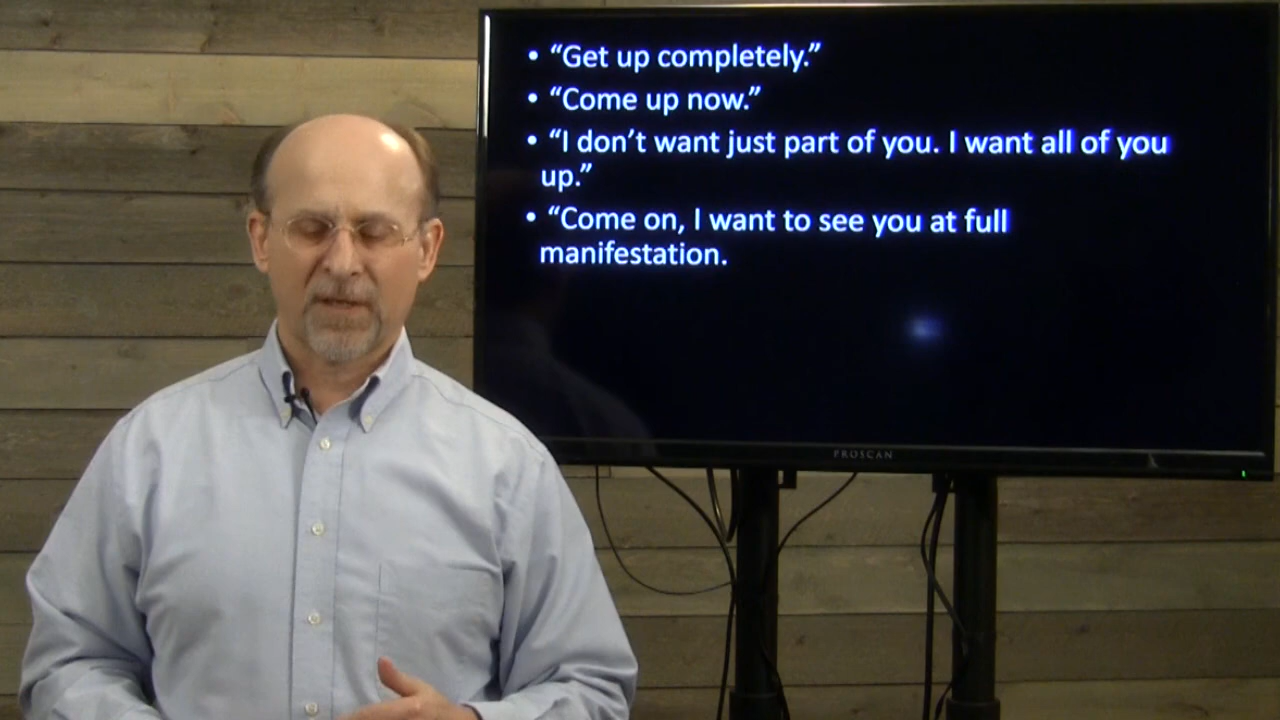 • “Get up completely.”
• “Come up now.”
• “I don’t want just part of you. I want all of you
up.”
• “Come on, I want to see you at full
manifestation.
PROSCAN